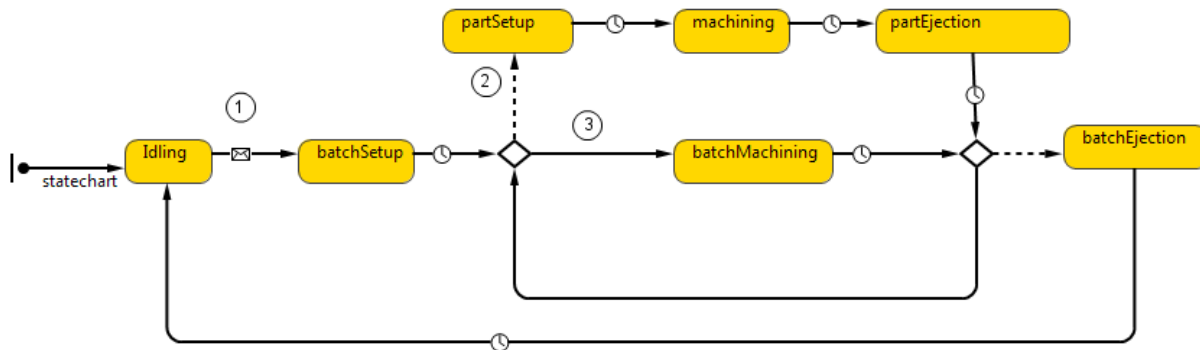 partSetup
machining
partEjection
2
1
3
Idling
batchSetup
batchMachining
batchEjection
statechart